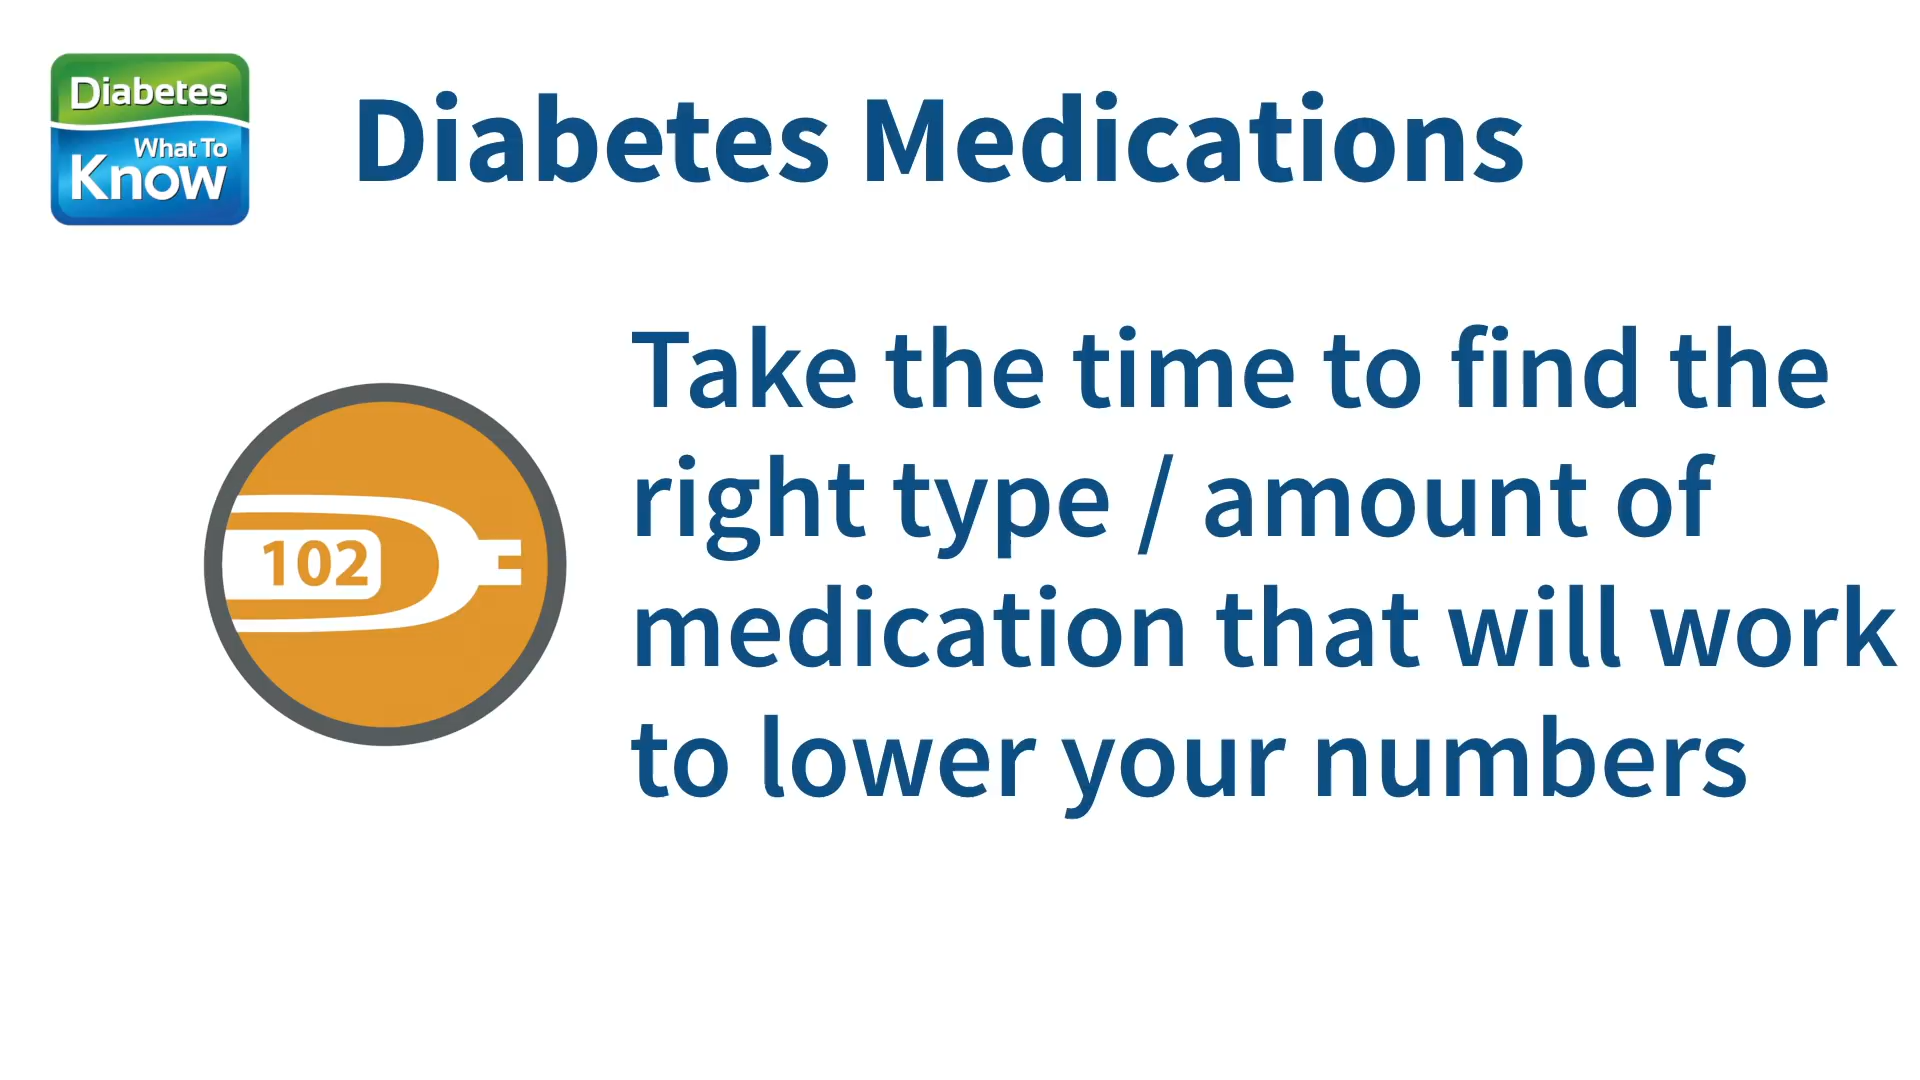 Diabetes
What To
Know
Diabetes Medications
Take the time to find the
right type / amount of
medication that will work
to lower your numbers
102